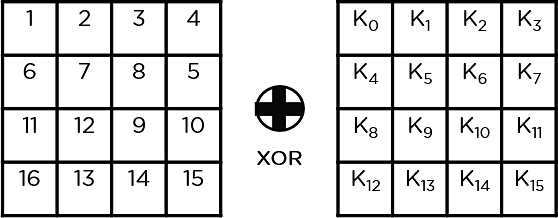 1 2 3 4 K₀ K₁ K₂ K₃
6 7 8 5 K₄ K₅ K₆ K₇
11 12 9 10 K₈ K₉ K₁₀ K₁₁
XOR
16 13 14 15 K₁₂ K₁₃ K₁₄ K₁₅